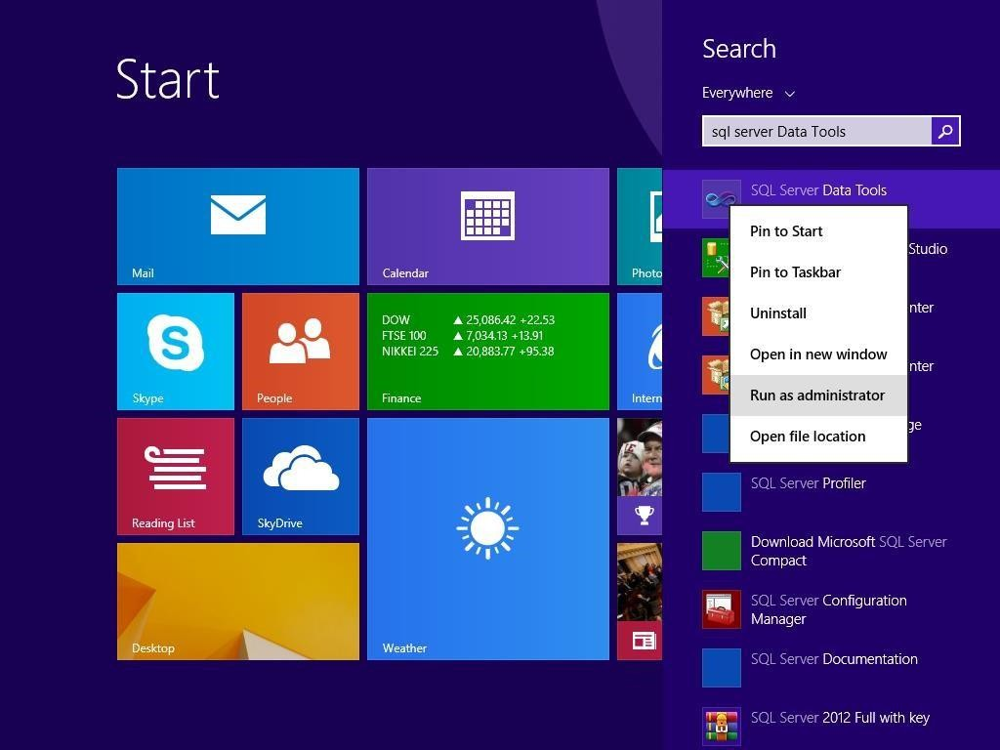 Start
Search
Everywhere
sql server Data Tools
SQL Server Data Tools
Pin to Start
Pin to Taskbar
Uninstall
Open in new window
Run as administrator
Open file location
Studio
nter
nter
ge
SQL Server Profiler
Download Microsoft SQL Server
Compact
SQL Server Configuration
Manager
SQL Server Documentation
SQL Server 2012 Full with key
Mail
Calendar
Photo
Skype
People
DOW ▲ 25,086.42 +22.53
FTSE 100 ▲ 7,034.13 +13.91
NIKKEI 225 ▲ 20,883.77 +95.38
Finance
Intern
Reading List
SkyDrive
Desktop
Weather